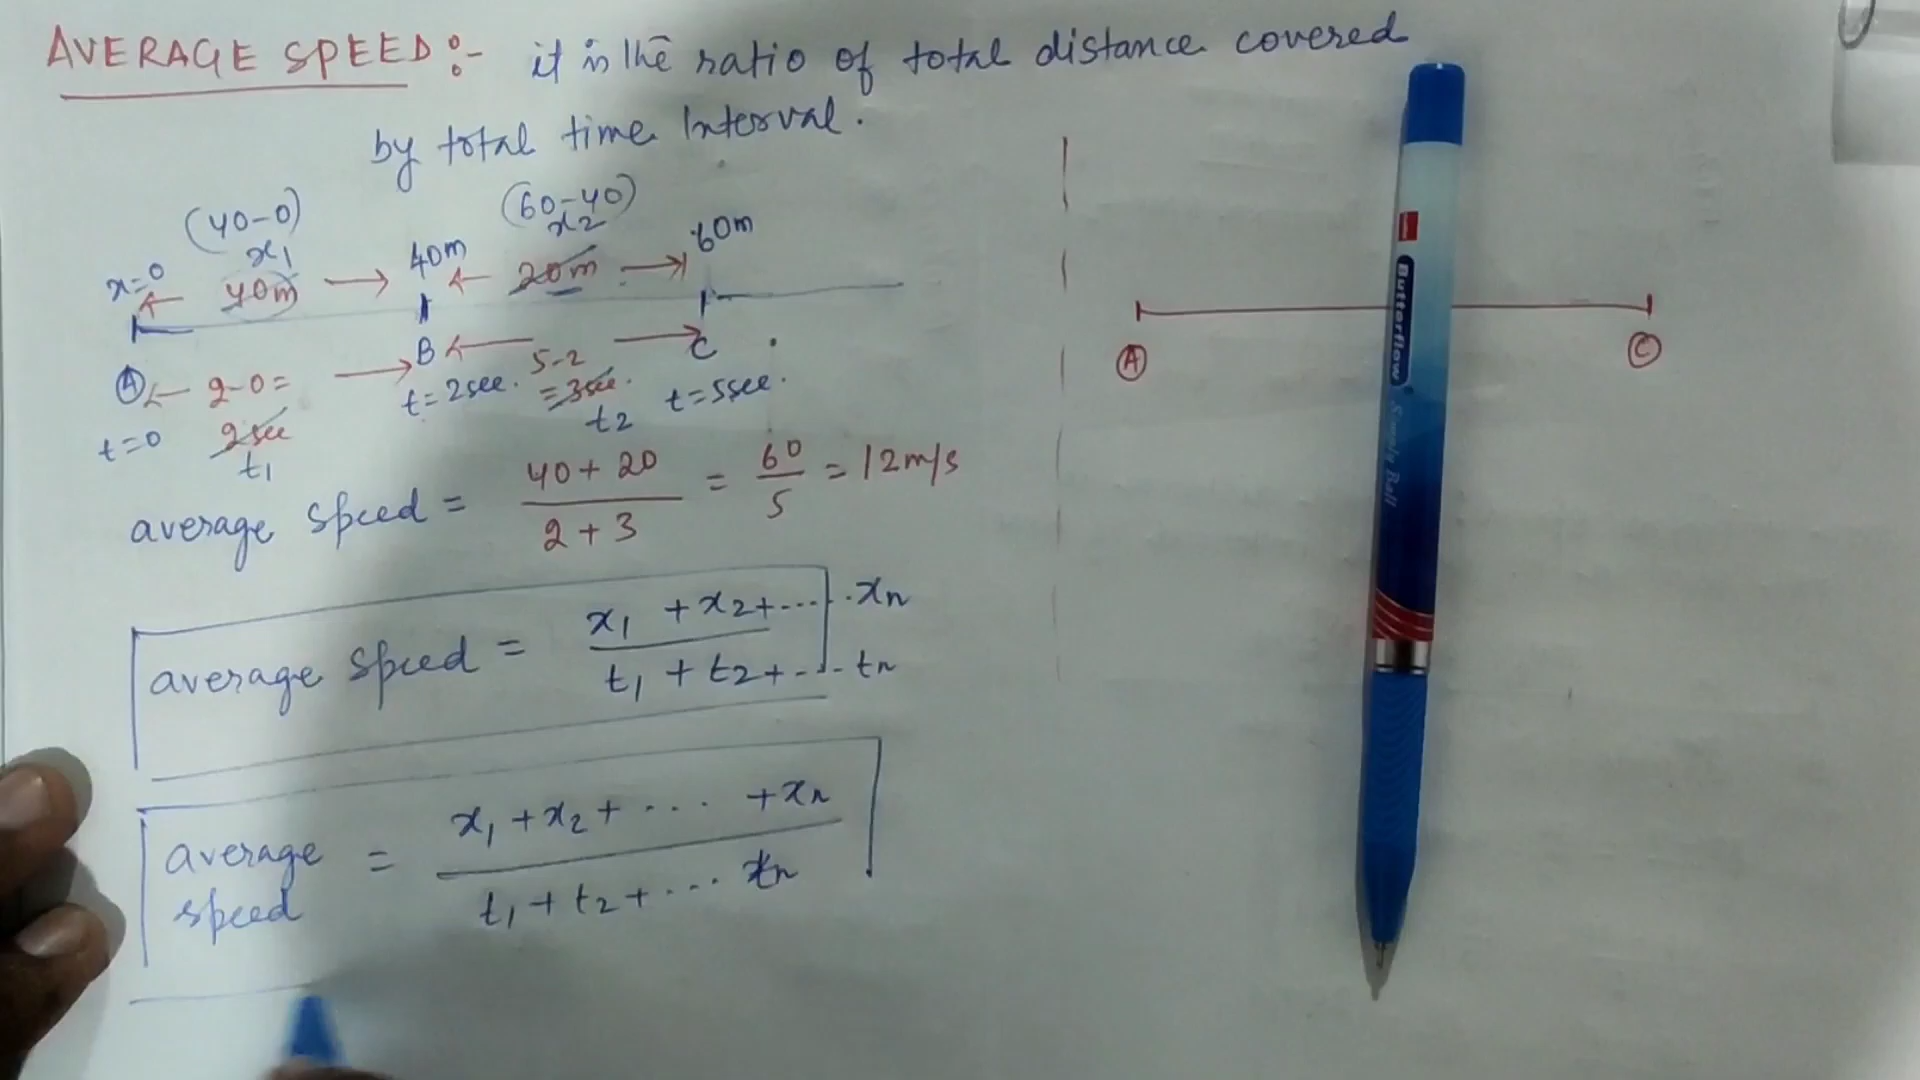 AVERAGE SPEED :- it is the ratio of total distance covered
by total time Interval.
(40-0) (60-40)
x1 x2
x=0 40m 40m 20m 60m
A 2-0= B 5-2 C
t=0 2sec t=2sec. =3sec. t=5sec.
t1 t2
average speed = 40+20 / 2+3 = 60/5 = 12m/s
average speed = x1 +x2+.....xn / t1 + t2+....tn
average speed = x1 +x2 + .... +xn / t1 + t2 + ... tn
A C
Butterflow
Simply Ball